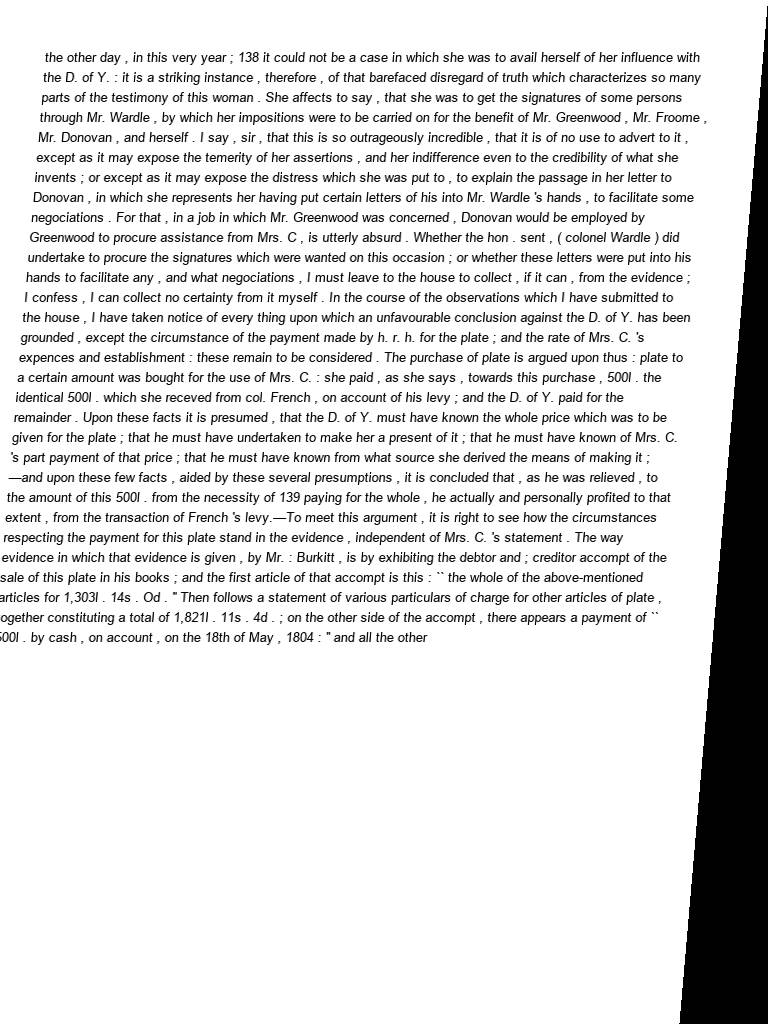 the other day , in this very year ; 138 it could not be a case in which she was to avail herself of her influence with
the D. of Y. : it is a striking instance , therefore , of that barefaced disregard of truth which characterizes so many
parts of the testimony of this woman . She affects to say , that she was to get the signatures of some persons
through Mr. Wardle , by which her impositions were to be carried on for the benefit of Mr. Greenwood , Mr. Froome ,
Mr. Donovan , and herself . I say , sir , that this is so outrageously incredible , that it is of no use to advert to it ,
except as it may expose the temerity of her assertions , and her indifference even to the credibility of what she
invents ; or except as it may expose the distress which she was put to , to explain the passage in her letter to
Donovan , in which she represents her having put certain letters of his into Mr. Wardle 's hands , to facilitate some
negociations . For that , in a job in which Mr. Greenwood was concerned , Donovan would be employed by
Greenwood to procure assistance from Mrs. C , is utterly absurd . Whether the hon . sent , ( colonel Wardle ) did
undertake to procure the signatures which were wanted on this occasion ; or whether these letters were put into his
hands to facilitate any , and what negociations , I must leave to the house to collect , if it can , from the evidence ;
I confess , I can collect no certainty from it myself . In the course of the observations which I have submitted to
the house , I have taken notice of every thing upon which an unfavourable conclusion against the D. of Y. has been
grounded , except the circumstance of the payment made by h. r. h. for the plate ; and the rate of Mrs. C. 's
expences and establishment : these remain to be considered . The purchase of plate is argued upon thus : plate to
a certain amount was bought for the use of Mrs. C. : she paid , as she says , towards this purchase , 500l . the
identical 500l . which she receved from col. French , on account of his levy ; and the D. of Y. paid for the
remainder . Upon these facts it is presumed , that the D. of Y. must have known the whole price which was to be
given for the plate ; that he must have undertaken to make her a present of it ; that he must have known of Mrs. C.
's part payment of that price ; that he must have known from what source she derived the means of making it ;
—and upon these few facts , aided by these several presumptions , it is concluded that , as he was relieved , to
the amount of this 500l . from the necessity of 139 paying for the whole , he actually and personally profited to that
extent , from the transaction of French 's levy.—To meet this argument , it is right to see how the circumstances
respecting the payment for this plate stand in the evidence , independent of Mrs. C. 's statement . The way
evidence in which that evidence is given , by Mr. : Burkitt , is by exhibiting the debtor and ; creditor accompt of the
sale of this plate in his books ; and the first article of that accompt is this : `` the whole of the above-mentioned
articles for 1,303l . 14s . Od . " Then follows a statement of various particulars of charge for other articles of plate ,
ogether constituting a total of 1,821l . 11s . 4d . ; on the other side of the accompt , there appears a payment of ``
500l . by cash , on account , on the 18th of May , 1804 : " and all the other